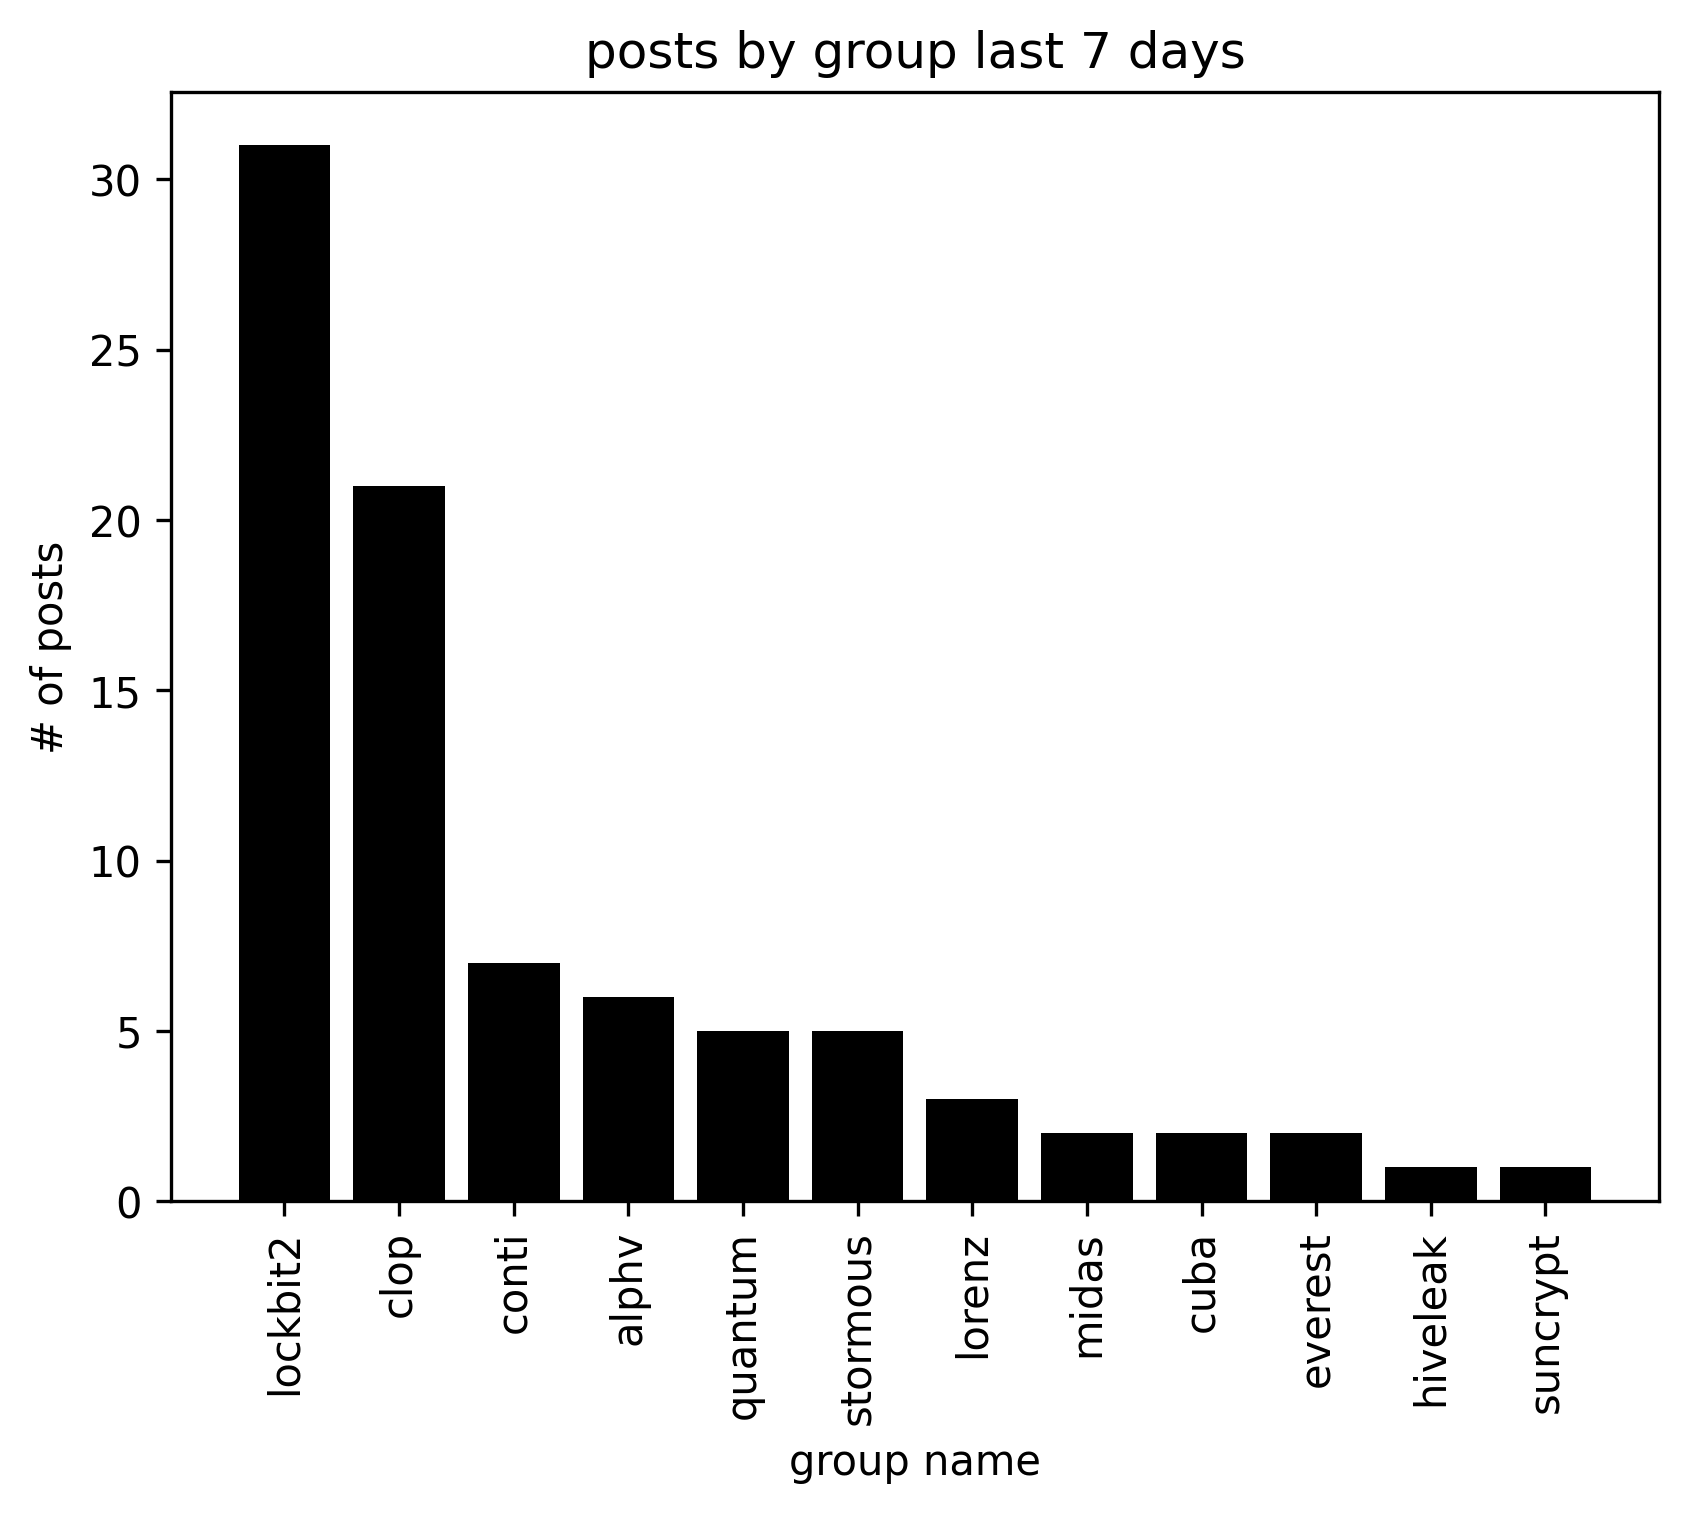 posts by group last 7 days
# of posts
30
25
20
15
10
5
0
lockbit2
clop
conti
alphv
quantum
stormous
lorenz
midas
cuba
everest
hiveleak
suncrypt
group name